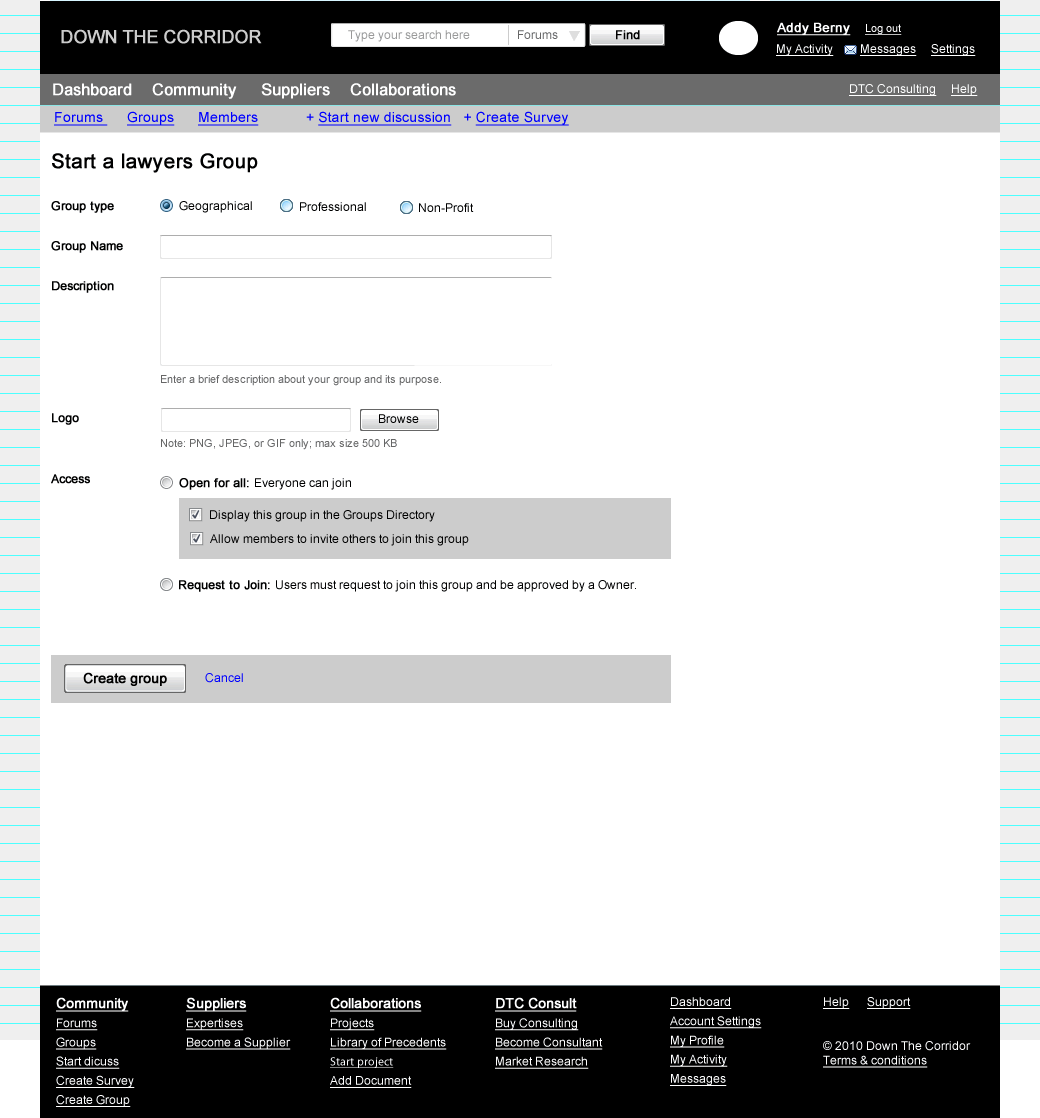 DOWN THE CORRIDOR
Type your search here
Forums
Find
Addy Berny Log out
My Activity Messages Settings
Dashboard Community Suppliers Collaborations
DTC Consulting Help
Forums Groups Members + Start new discussion + Create Survey
Start a lawyers Group
Group type Geographical Professional Non-Profit
Group Name
Description
Enter a brief description about your group and its purpose.
Logo Browse
Note: PNG, JPEG, or GIF only; max size 500 KB
Access Open for all: Everyone can join
Display this group in the Groups Directory
Allow members to invite others to join this group
Request to Join: Users must request to join this group and be approved by a Owner.
Create group Cancel
Community
Forums
Groups
Start dicuss
Create Survey
Create Group
Suppliers
Expertises
Become a Supplier
Collaborations
Projects
Library of Precedents
Start project
Add Document
DTC Consult
Buy Consulting
Become Consultant
Market Research
Dashboard
Account Settings
My Profile
My Activity
Messages
Help Support
© 2010 Down The Corridor
Terms & conditions